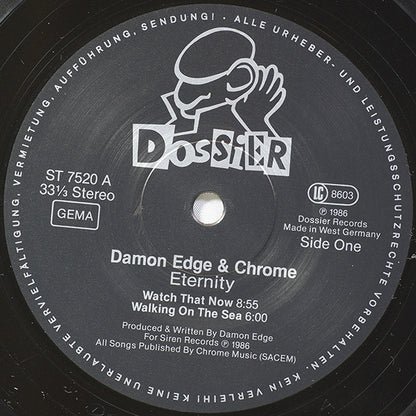 KEIN VERLEIH! KEINE UNERLAUBTE VERVIELFÄLTIGUNG, VERMIETUNG, AUFFÜHRUNG, SENDUNG! · ALLE URHEBER- UND LEISTUNGSSCHUTZRECHTE VORBEHALTEN.
DOSSiER
ST 7520 A
33⅓ Stereo
GEMA
LC 8603
℗ 1986
Dossier Records
Made in West Germany
Side One
Damon Edge & Chrome
Eternity
Watch That Now 8:55
Walking On The Sea 6:00
Produced & Written By Damon Edge
For Siren Records ℗ 1986
All Songs Published By Chrome Music (SACEM)